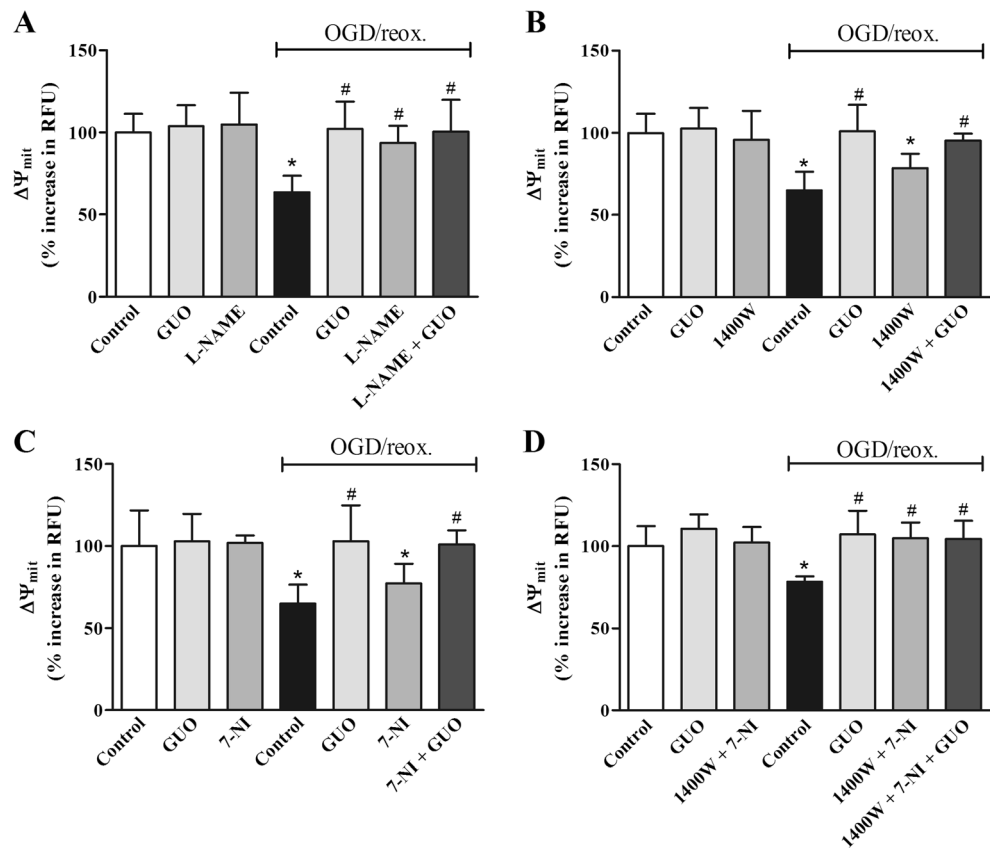 A
OGD/reox.
150
100
50
0
ΔΨmit
(% increase in RFU)
*
#
#
#
Control
GUO
L-NAME
Control
GUO
L-NAME
L-NAME + GUO
B
OGD/reox.
150
100
50
0
ΔΨmit
(% increase in RFU)
*
#
*
#
Control
GUO
1400W
Control
GUO
1400W
1400W + GUO
C
OGD/reox.
150
100
50
0
ΔΨmit
(% increase in RFU)
*
#
*
#
Control
GUO
7-NI
Control
GUO
7-NI
7-NI + GUO
D
OGD/reox.
150
100
50
0
ΔΨmit
(% increase in RFU)
*
#
#
#
Control
GUO
1400W + 7-NI
Control
GUO
1400W + 7-NI
1400W + 7-NI + GUO